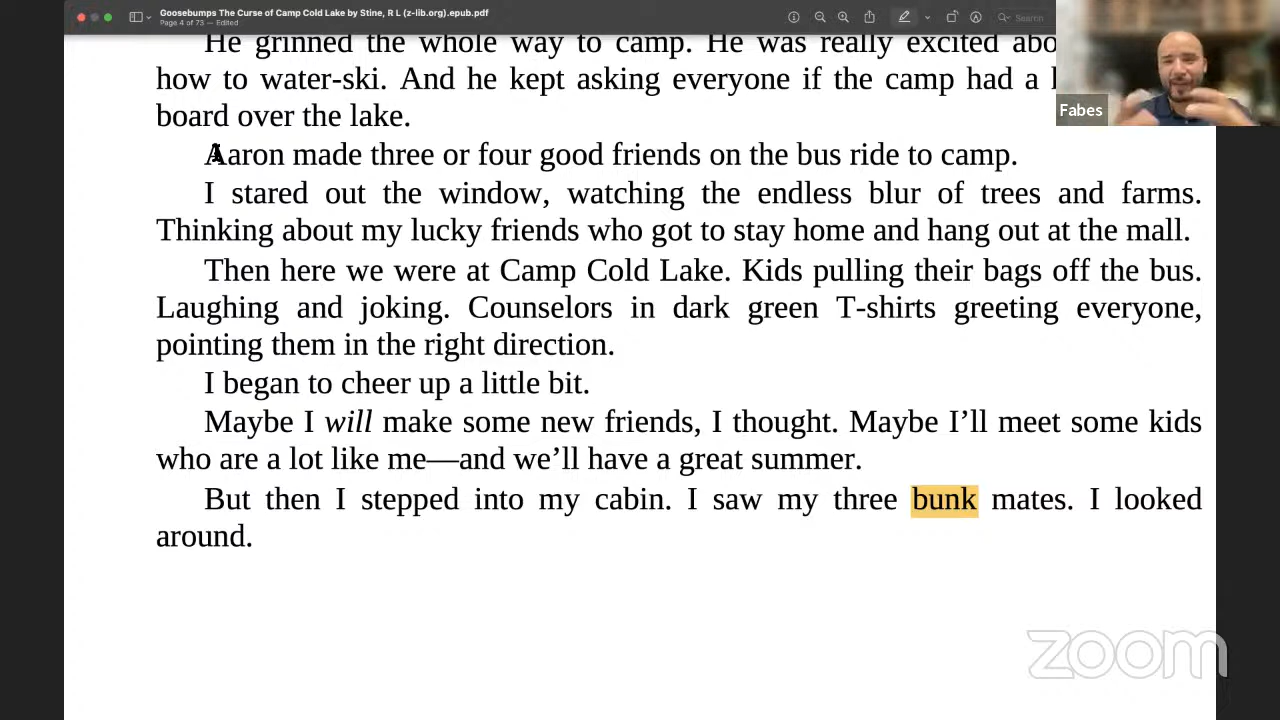 Goosebumps The Curse of Camp Cold Lake by Stine, R L (z-lib.org).epub.pdf
Page 4 of 73 — Edited
Search
He grinned the whole way to camp. He was really excited abo
how to water-ski. And he kept asking everyone if the camp had a
board over the lake.
Aaron made three or four good friends on the bus ride to camp.
I stared out the window, watching the endless blur of trees and farms.
Thinking about my lucky friends who got to stay home and hang out at the mall.
Then here we were at Camp Cold Lake. Kids pulling their bags off the bus.
Laughing and joking. Counselors in dark green T-shirts greeting everyone,
pointing them in the right direction.
I began to cheer up a little bit.
Maybe I will make some new friends, I thought. Maybe I’ll meet some kids
who are a lot like me—and we’ll have a great summer.
But then I stepped into my cabin. I saw my three bunk mates. I looked
around.
Fabes
zoom